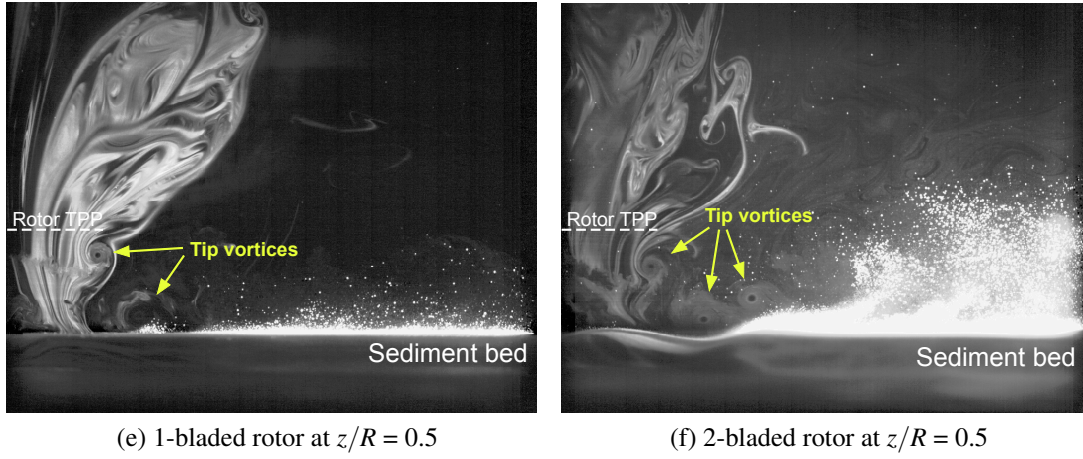 Rotor TPP
Tip vortices
Sediment bed
Rotor TPP
Tip vortices
Sediment bed
(e) 1-bladed rotor at z/R = 0.5
(f) 2-bladed rotor at z/R = 0.5